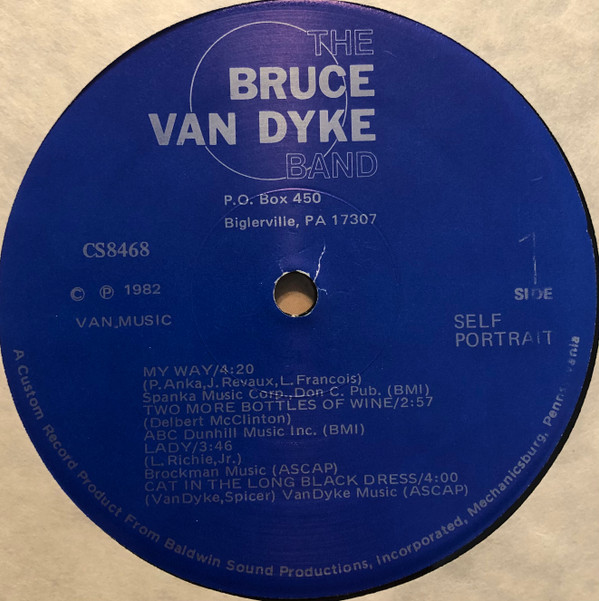 THE
BRUCE
VAN DYKE
BAND
P.O. Box 450
Biglerville, PA 17307
CS8468
© ℗ 1982
VAN MUSIC
1
SIDE
SELF
PORTRAIT
MY WAY/4:20
(P.Anka,J.Revaux,L.Francois)
Spanka Music Corp.,Don C. Pub. (BMI)
TWO MORE BOTTLES OF WINE/2:57
(Delbert McClinton)
ABC Dunhill Music Inc. (BMI)
LADY/3:46
(L.Richie,Jr.)
Brockman Music (ASCAP)
CAT IN THE LONG BLACK DRESS/4:00
(VanDyke,Spicer) VanDyke Music (ASCAP)
A Custom Record Product From Baldwin Sound Productions, Incorporated, Mechanicsburg, Pennsylvania